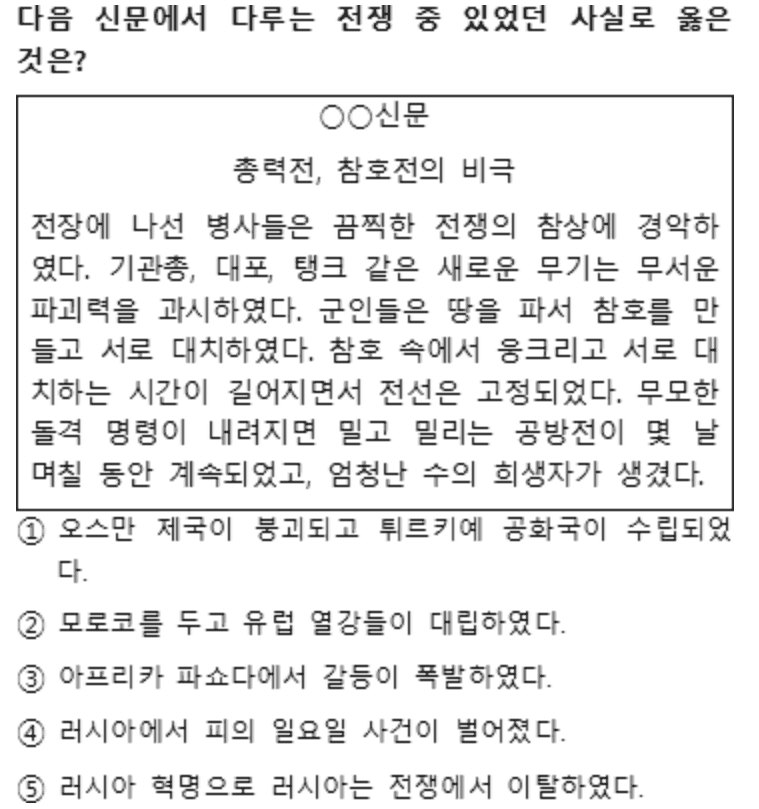 다음 신문에서 다루는 전쟁 중 있었던 사실로 옳은
것은?
○○신문
총력전, 참호전의 비극
전장에 나선 병사들은 끔찍한 전쟁의 참상에 경악하
였다. 기관총, 대포, 탱크 같은 새로운 무기는 무서운
파괴력을 과시하였다. 군인들은 땅을 파서 참호를 만
들고 서로 대치하였다. 참호 속에서 웅크리고 서로 대
치하는 시간이 길어지면서 전선은 고정되었다. 무모한
돌격 명령이 내려지면 밀고 밀리는 공방전이 몇 날
며칠 동안 계속되었고, 엄청난 수의 희생자가 생겼다.
① 오스만 제국이 붕괴되고 튀르키예 공화국이 수립되었
다.
② 모로코를 두고 유럽 열강들이 대립하였다.
③ 아프리카 파쇼다에서 갈등이 폭발하였다.
④ 러시아에서 피의 일요일 사건이 벌어졌다.
⑤ 러시아 혁명으로 러시아는 전쟁에서 이탈하였다.